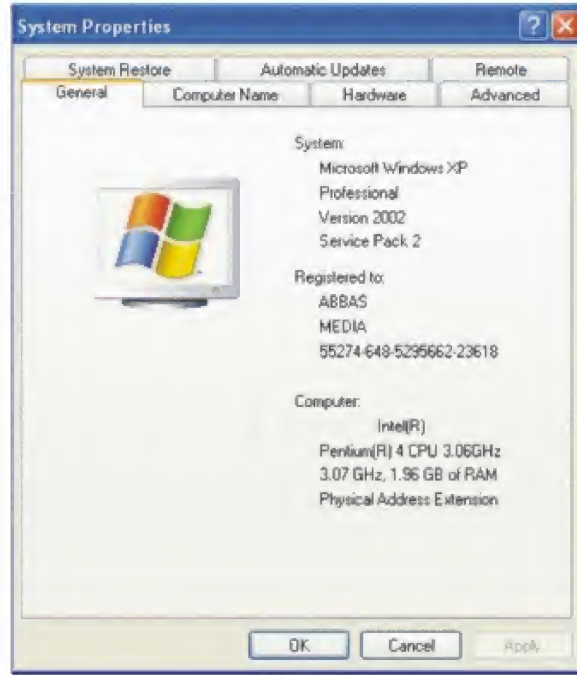 System Properties
System Restore Automatic Updates Remote
General Computer Name Hardware Advanced
System:
Microsoft Windows XP
Professional
Version 2002
Service Pack 2
Registered to:
ABBAS
MEDIA
55274-648-5295662-23618
Computer:
Intel(R)
Pentium(R) 4 CPU 3.06GHz
3.07 GHz, 1.96 GB of RAM
Physical Address Extension
OK Cancel Apply